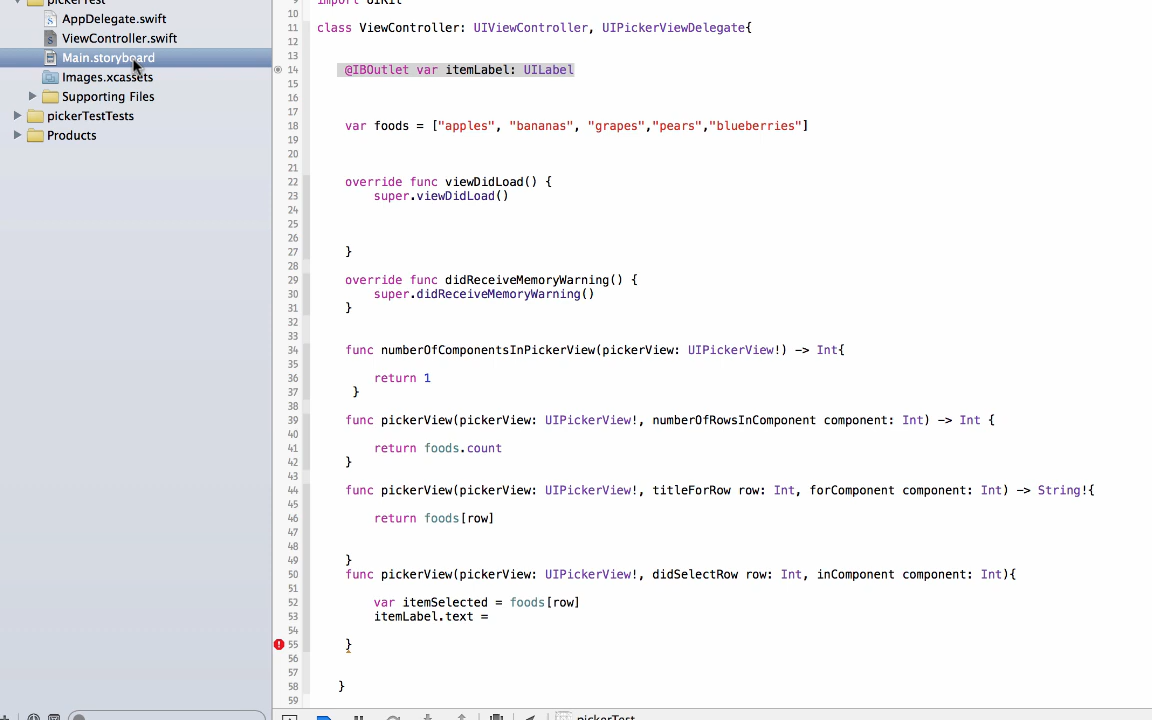 pickerTest
AppDelegate.swift
ViewController.swift
Main.storyboard
Images.xcassets
Supporting Files
pickerTestTests
Products
9 import UIKit
10
11 class ViewController: UIViewController, UIPickerViewDelegate{
12
13
14 @IBOutlet var itemLabel: UILabel
15
16
17
18 var foods = ["apples", "bananas", "grapes","pears","blueberries"]
19
20
21
22 override func viewDidLoad() {
23 super.viewDidLoad()
24
25
26
27 }
28
29 override func didReceiveMemoryWarning() {
30 super.didReceiveMemoryWarning()
31 }
32
33
34 func numberOfComponentsInPickerView(pickerView: UIPickerView!) -> Int{
35
36 return 1
37 }
38
39 func pickerView(pickerView: UIPickerView!, numberOfRowsInComponent component: Int) -> Int {
40
41 return foods.count
42 }
43
44 func pickerView(pickerView: UIPickerView!, titleForRow row: Int, forComponent component: Int) -> String!{
45
46 return foods[row]
47
48
49 }
50 func pickerView(pickerView: UIPickerView!, didSelectRow row: Int, inComponent component: Int){
51
52 var itemSelected = foods[row]
53 itemLabel.text =
54
55 }
56
57
58 }
59
pickerTest